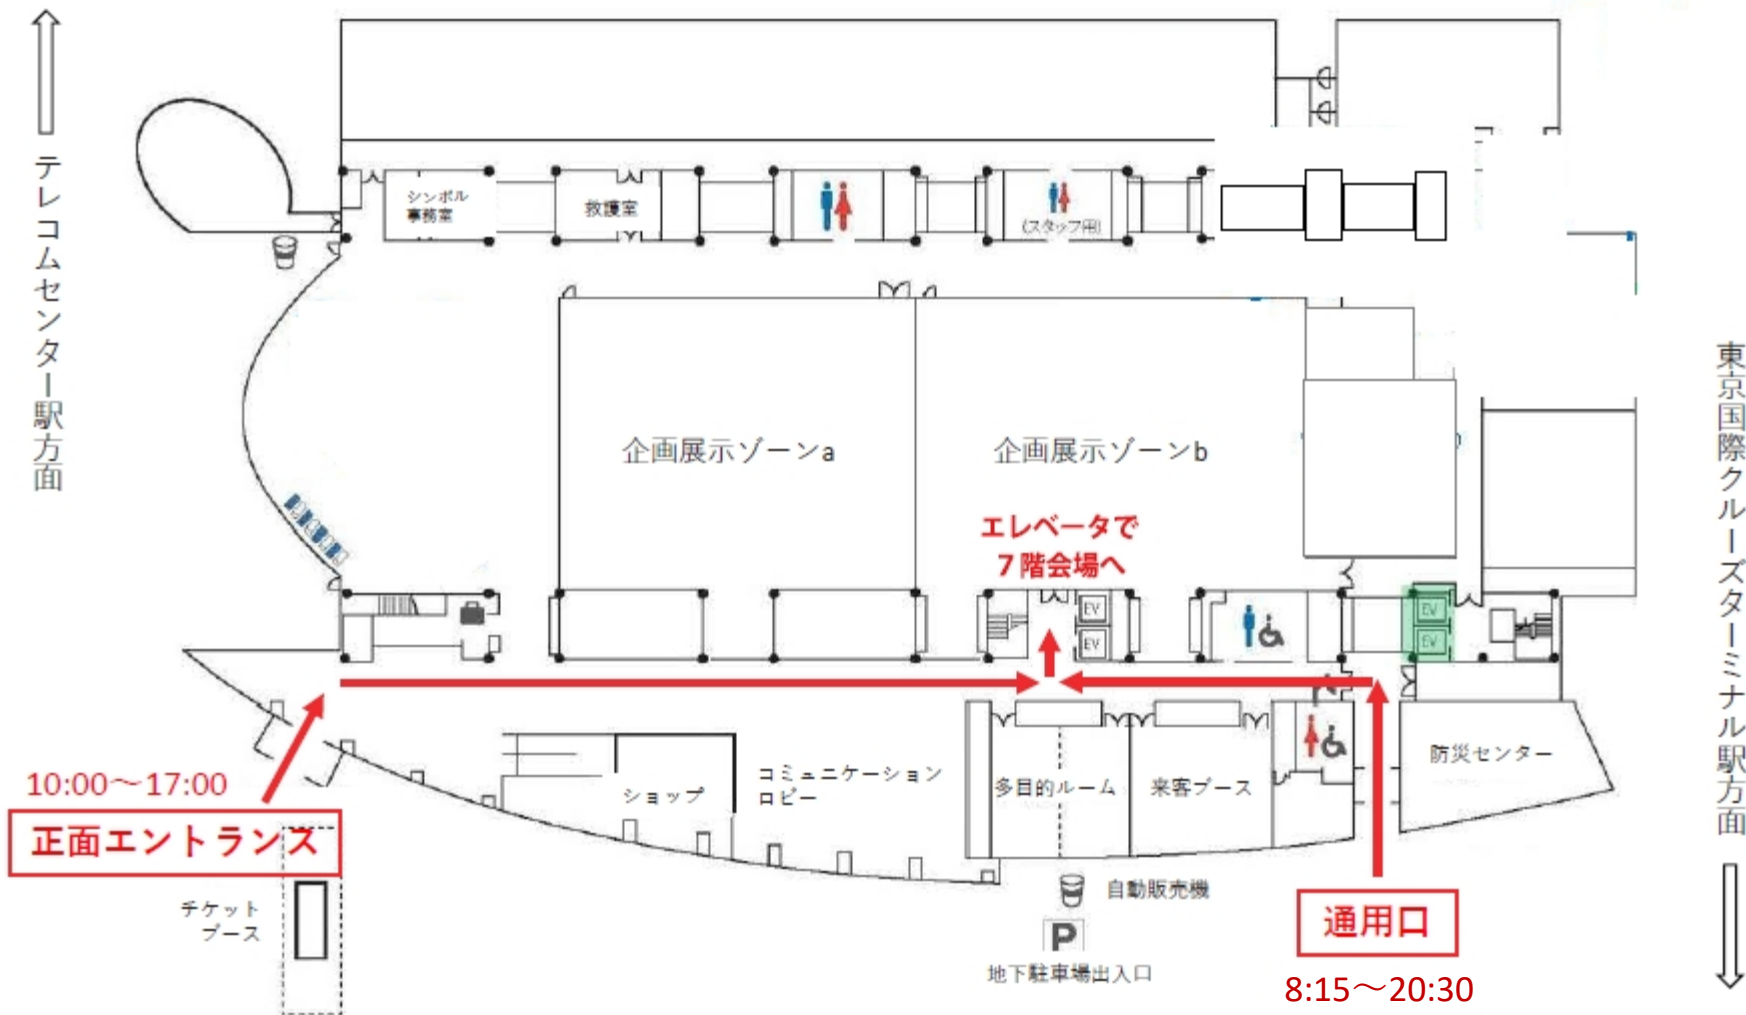 テレコムセンター駅方面
シンボル
事務室
救護室
(スタッフ用)
企画展示ゾーンa
企画展示ゾーンb
東京国際クルーズターミナル駅方面
エレベータで
7階会場へ
EV
EV
EV
EV
10:00～17:00
正面エントランス
ショップ
コミュニケーション
ロビー
多目的ルーム
来客ブース
防災センター
チケット
ブース
自動販売機
P
地下駐車場出入口
通用口
8:15～20:30